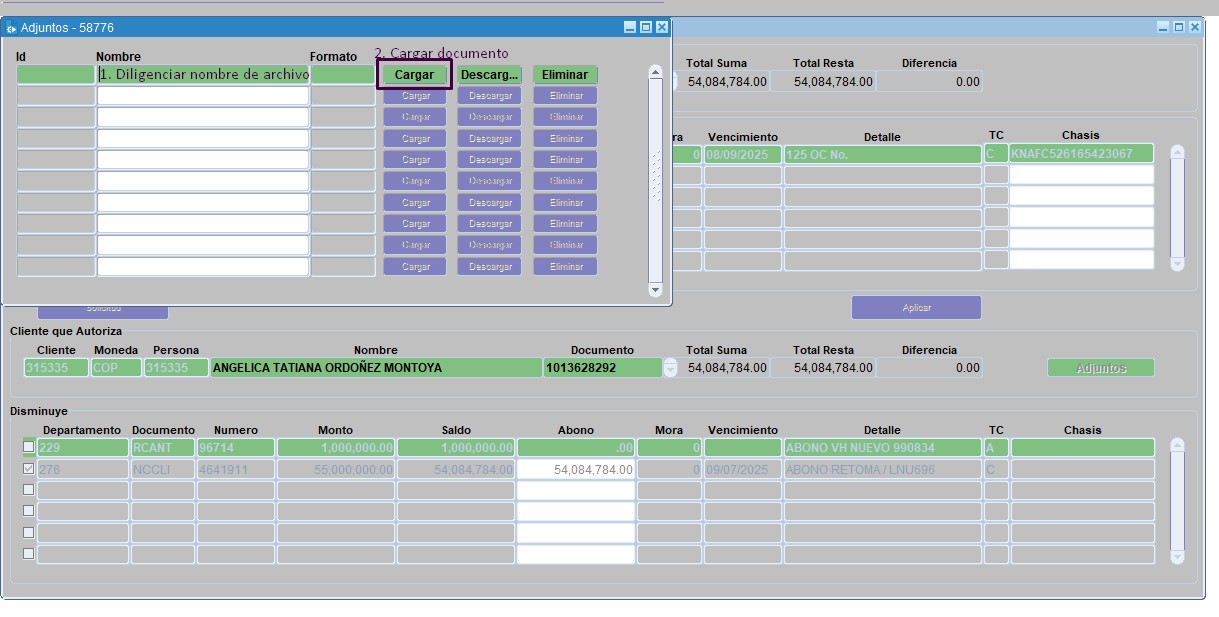 Adjuntos - 58776
Id Nombre Formato 2. Cargar documento
1. Diligenciar nombre de archivo Cargar Descarg... Eliminar
Cargar Descargar Eliminar
Cargar Descargar Eliminar
Cargar Descargar Eliminar
Cargar Descargar Eliminar
Cargar Descargar Eliminar
Cargar Descargar Eliminar
Cargar Descargar Eliminar
Cargar Descargar Eliminar
Cargar Descargar Eliminar
Total Suma Total Resta Diferencia
54,084,784.00 54,084,784.00 0.00
ra Vencimiento Detalle TC Chasis
0 08/09/2025 125 OC No. C KNAFC526165423067
Solicitud Aplicar
Cliente que Autoriza
Cliente Moneda Persona Nombre Documento Total Suma Total Resta Diferencia
315335 COP 315335 ANGELICA TATIANA ORDOÑEZ MONTOYA 1013628292 54,084,784.00 54,084,784.00 0.00 Adjuntos
Disminuye
Departamento Documento Numero Monto Saldo Abono Mora Vencimiento Detalle TC Chasis
229 RCANT 96714 1,000,000.00 1,000,000.00 .00 0 ABONO VH NUEVO 990834 A
276 NCCLI 4641911 55,000,000.00 54,084,784.00 54,084,784.00 0 09/07/2025 ABONO RETOMA / LNU696 C